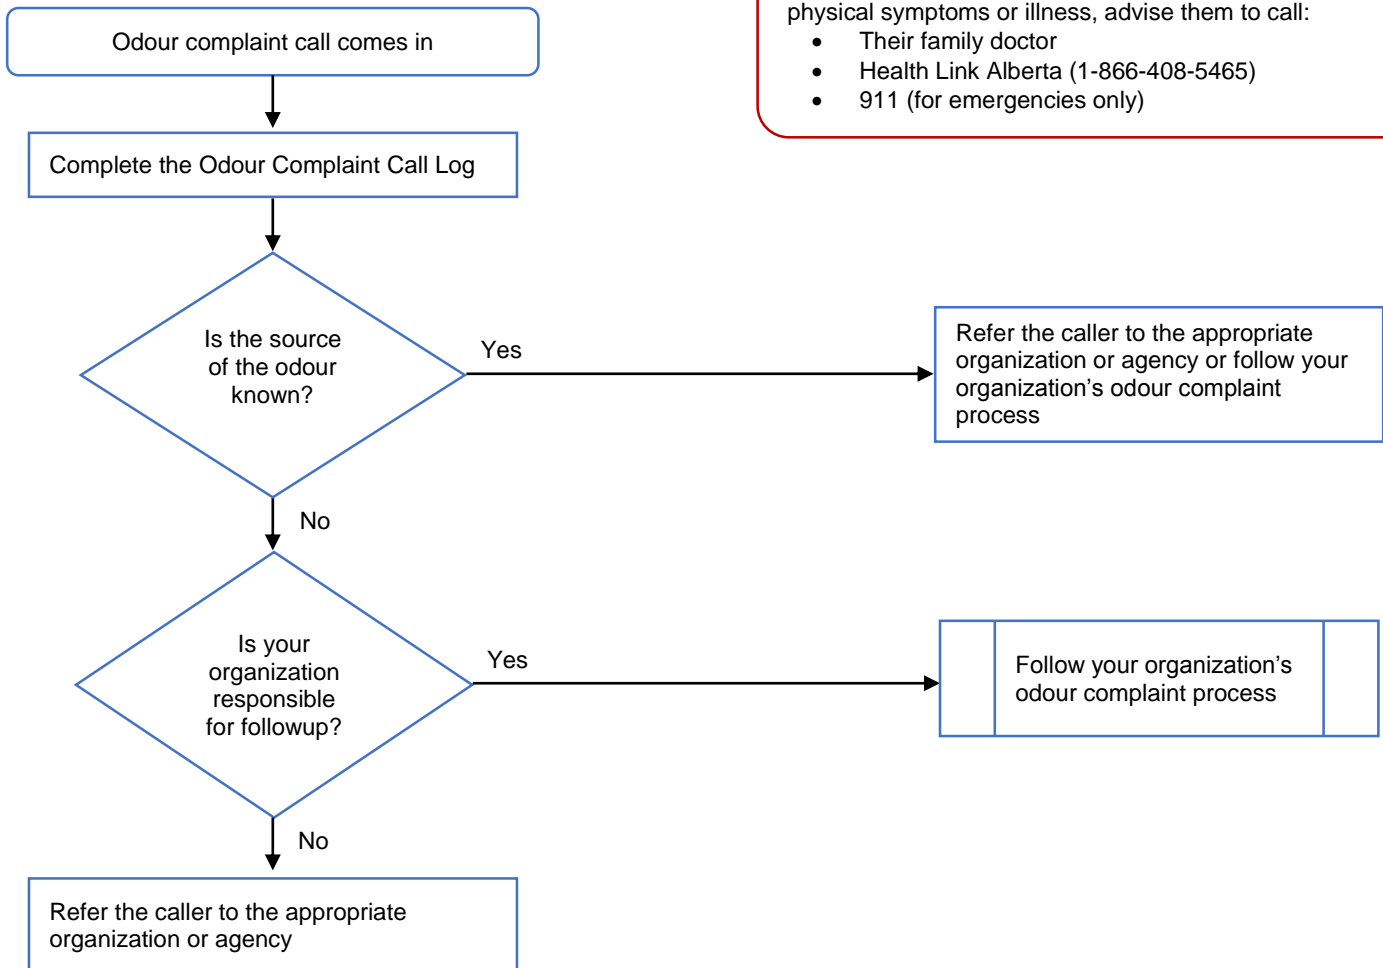 physical symptoms or illness, advise them to call:
• Their family doctor
• Health Link Alberta (1-866-408-5465)
• 911 (for emergencies only)
Odour complaint call comes in
Complete the Odour Complaint Call Log
Is the source
of the odour
known?
Yes
Refer the caller to the appropriate
organization or agency or follow your
organization’s odour complaint
process
No
Is your
organization
responsible
for followup?
Yes
Follow your organization’s
odour complaint process
No
Refer the caller to the appropriate
organization or agency